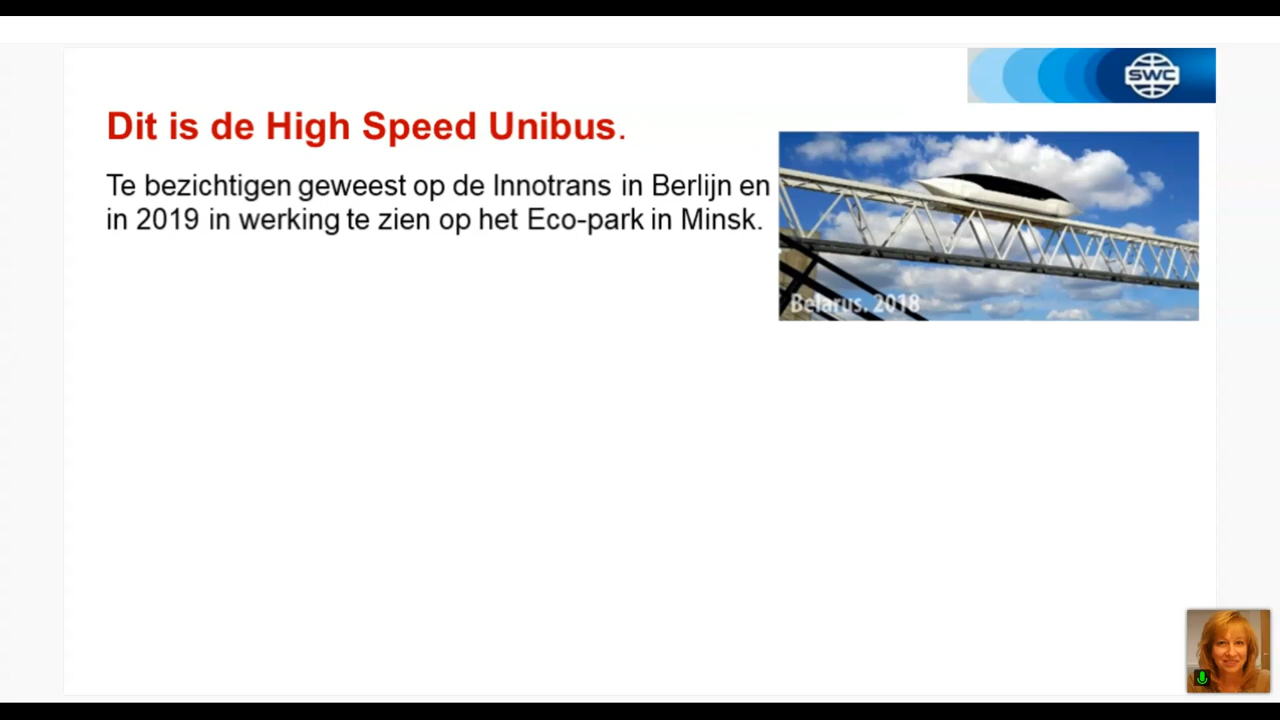 SWC
Dit is de High Speed Unibus.
Te bezichtigen geweest op de Innotrans in Berlijn en
in 2019 in werking te zien op het Eco-park in Minsk.
Belarus, 2018